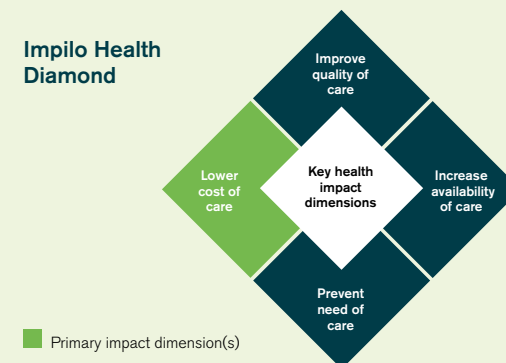 Impilo Health
Diamond
Improve
quality of
care
Lower
cost of
care
Key health
impact
dimensions
Increase
availability
of care
Prevent
need of
care
Primary impact dimension(s)